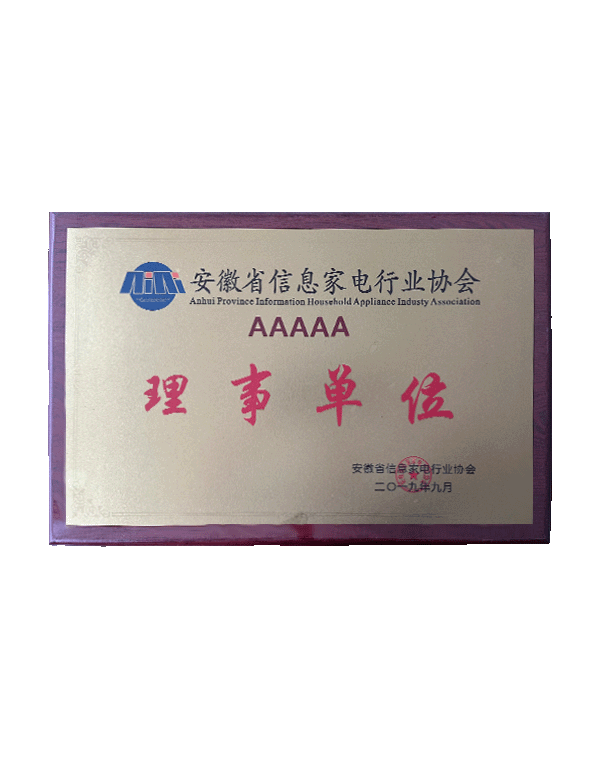 安徽省信息家电行业协会
Anhui Province Information Household Appliance Industy Association
AAAAA
理事单位
安徽省信息家电行业协会
二〇一九年九月